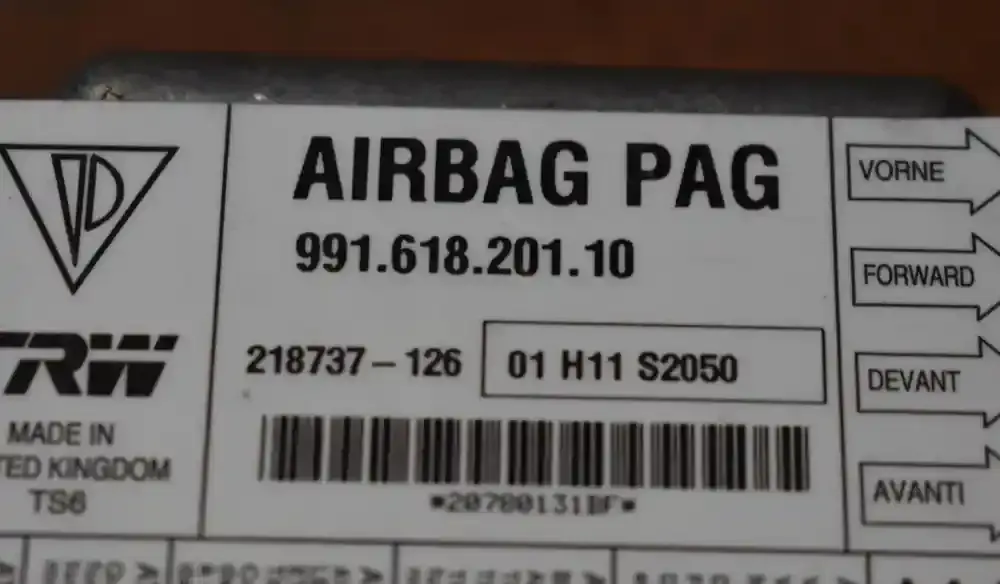 AIRBAG PAG
991.618.201.10
218737-126
01 H11 S2050
TRW
MADE IN
KINGDOM
TS6
VORNE
FORWARD
DEVANT
AVANTI